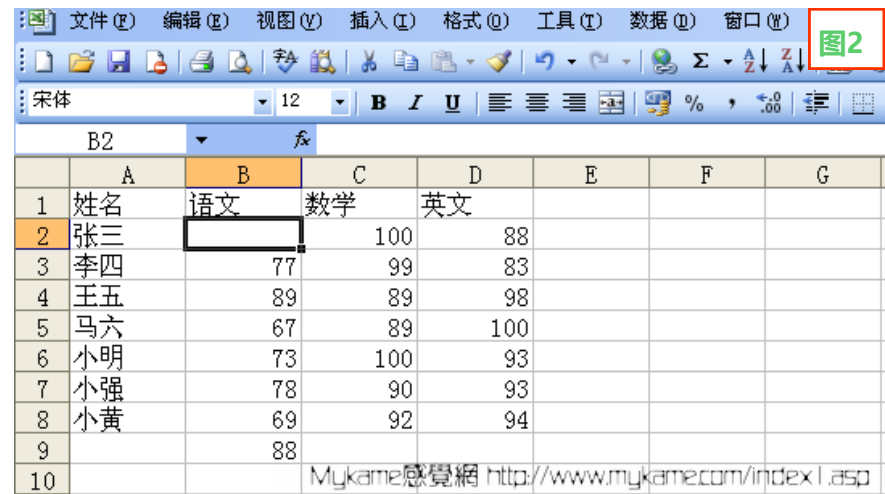 文件(F) 编辑(E) 视图(V) 插入(I) 格式(O) 工具(T) 数据(D) 窗口(W)
图2
宋体 12 B I U
B2 fx
A B C D E F G
1 姓名 语文 数学 英文
2 张三 100 88
3 李四 77 99 83
4 王五 89 89 98
5 马六 67 89 100
6 小明 73 100 93
7 小强 78 90 93
8 小黄 69 92 94
9 88
10
Mykame感覺網 http://www.mykame.com/index1.asp